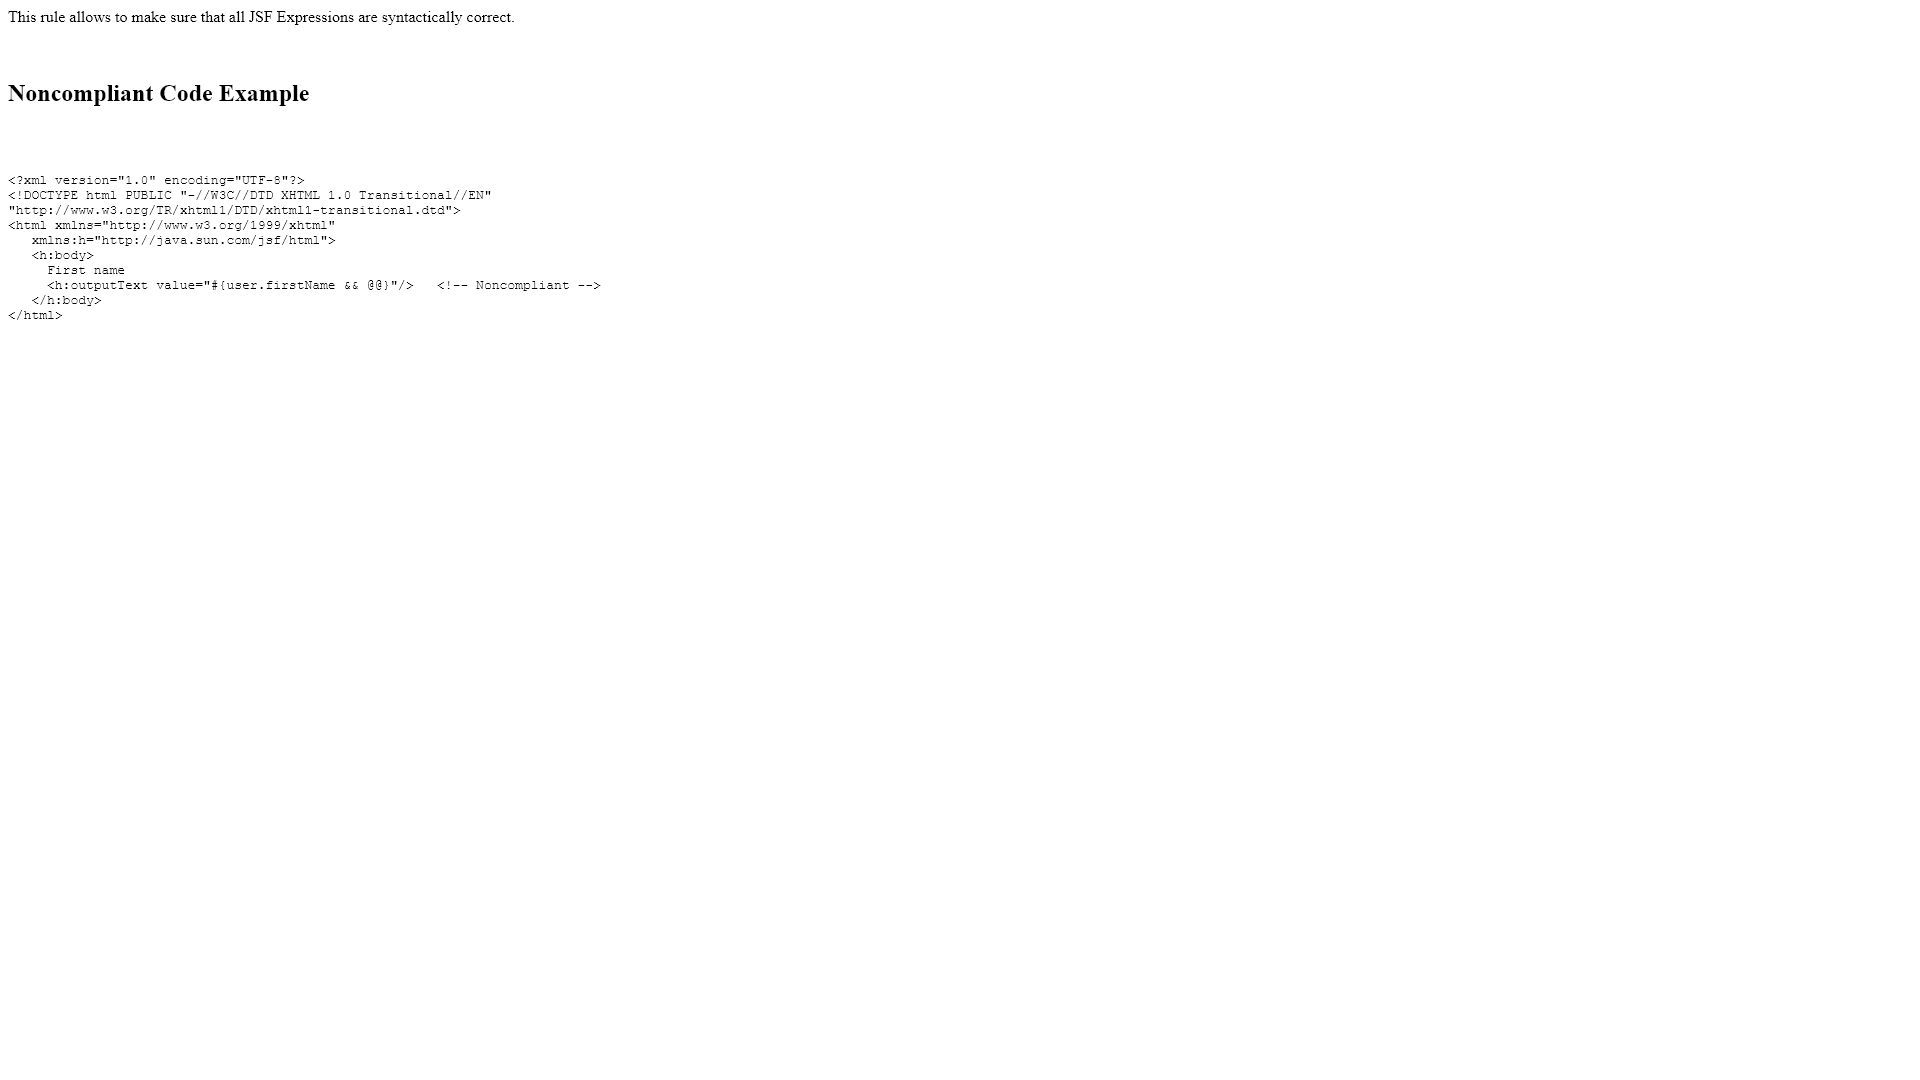 This rule allows to make sure that all JSF Expressions are syntactically correct.
Noncompliant Code Example
<?xml version="1.0" encoding="UTF-8"?>
<!DOCTYPE html PUBLIC "-//W3C//DTD XHTML 1.0 Transitional//EN"
"http://www.w3.org/TR/xhtml1/DTD/xhtml1-transitional.dtd">
<html xmlns="http://www.w3.org/1999/xhtml"
   xmlns:h="http://java.sun.com/jsf/html">
   <h:body>
     First name
     <h:outputText value="#{user.firstName && @@}"/>   <!-- Noncompliant -->
   </h:body>
</html>